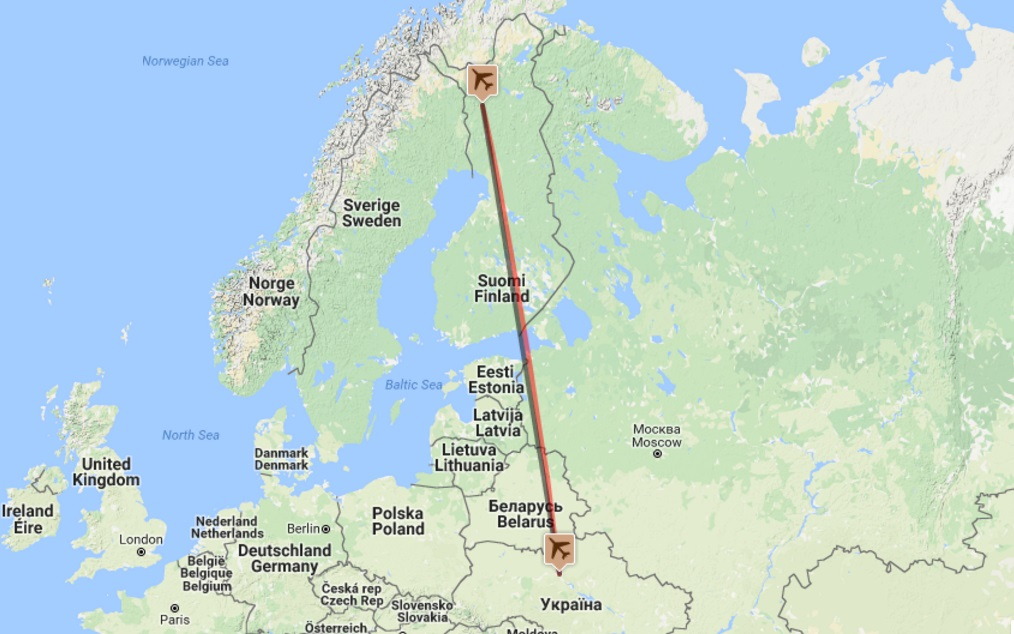 Norwegian Sea
Sverige
Sweden
Norge
Norway
Suomi
Finland
Baltic Sea
Eesti
Estonia
Latvija
Latvia
Lietuva
Lithuania
Москва
Moscow
North Sea
Danmark
Denmark
United
Kingdom
Ireland
Éire
London
Nederland
Netherlands
Berlin
Polska
Poland
Беларусь
Belarus
Deutschland
Germany
België
Belgique
Belgium
Česká rep
Czech Rep
Paris
Slovensko
Slovakia
Україна
Österreich
Moldova